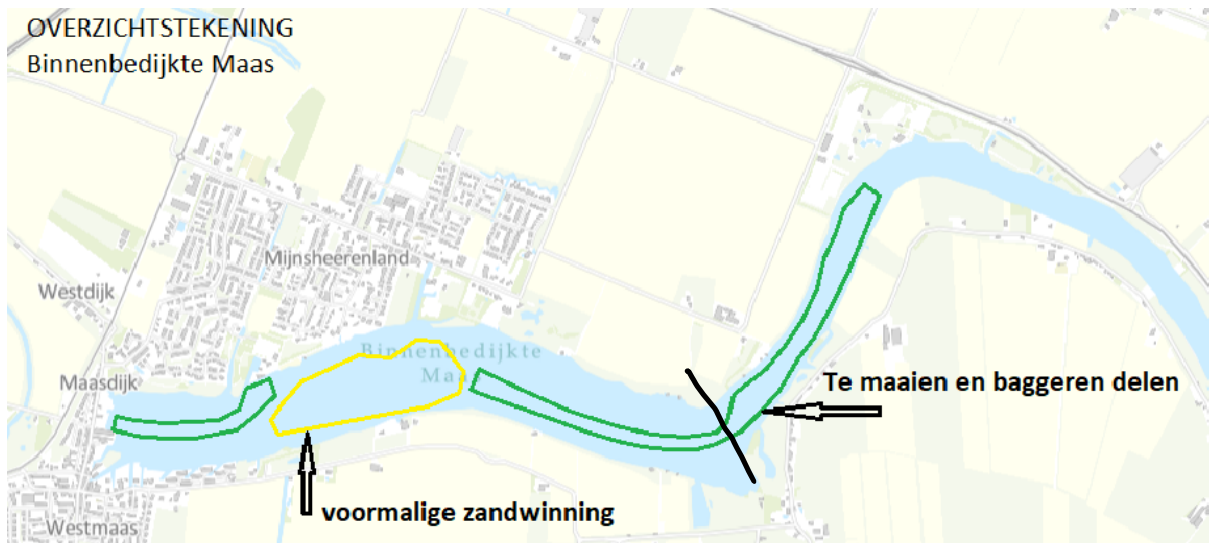 OVERZICHTSTEKENING
Binnenbedijkte Maas
Mijnsheerenland
Westdijk
Binnenbedijkte
Maas
Maasdijk
Te maaien en baggeren delen
voormalige zandwinning
Westmaas